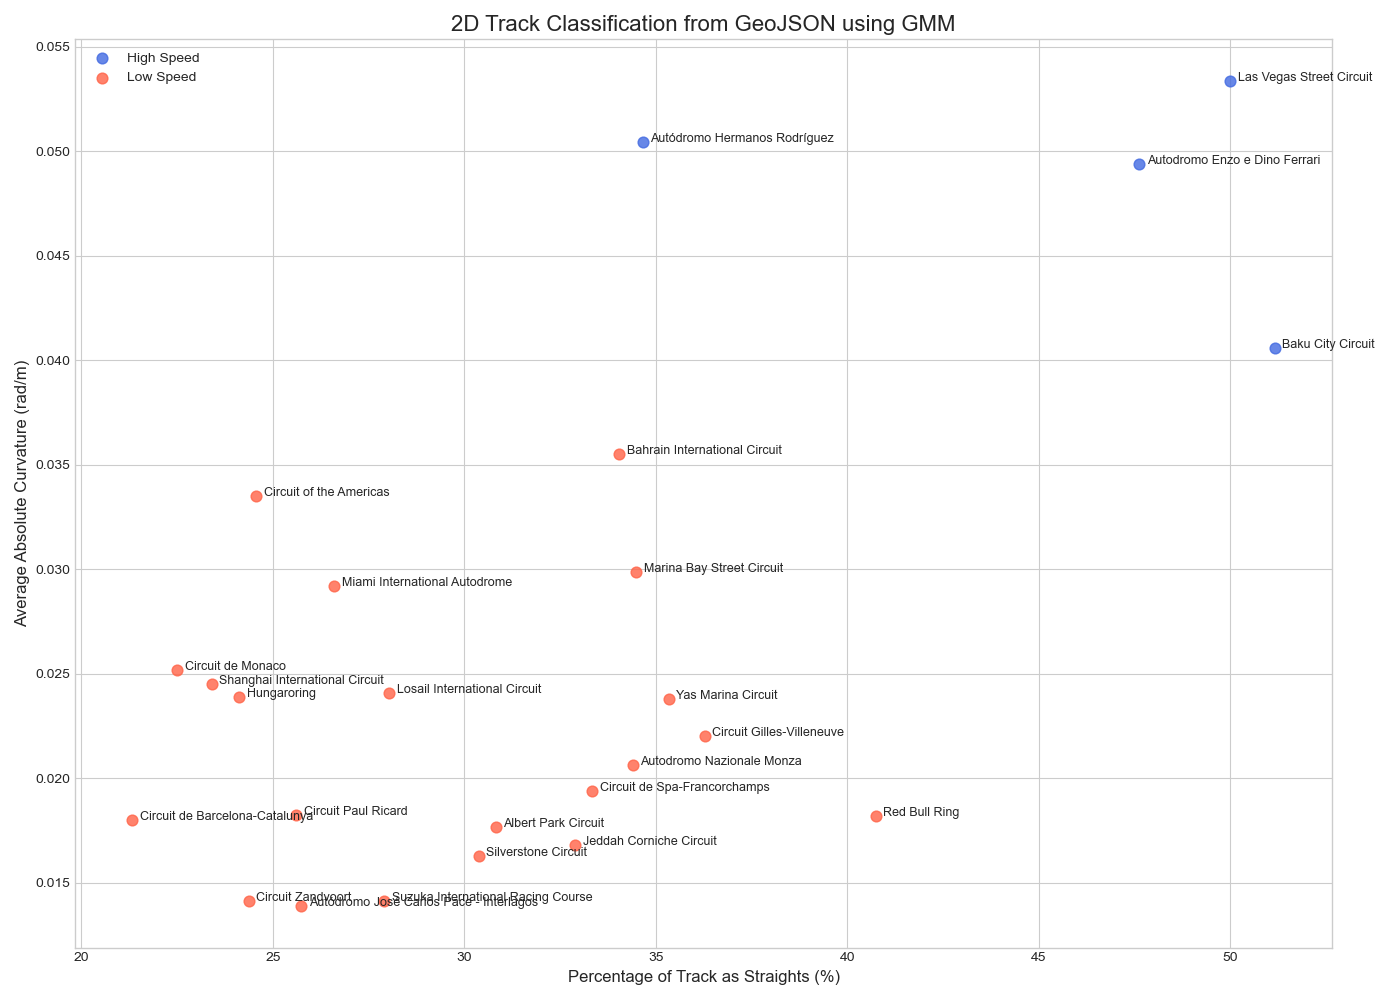 2D Track Classification from GeoJSON using GMM
High Speed
Low Speed
Las Vegas Street Circuit
Autódromo Hermanos Rodríguez
Autodromo Enzo e Dino Ferrari
Baku City Circuit
Bahrain International Circuit
Circuit of the Americas
Marina Bay Street Circuit
Miami International Autodrome
Circuit de Monaco
Shanghai International Circuit
Hungaroring
Losail International Circuit
Yas Marina Circuit
Circuit Gilles-Villeneuve
Autodromo Nazionale Monza
Circuit de Spa-Francorchamps
Circuit de Barcelona-Catalunya
Circuit Paul Ricard
Red Bull Ring
Albert Park Circuit
Jeddah Corniche Circuit
Silverstone Circuit
Circuit Zandvoort
Suzuka International Racing Course
Autódromo José Carlos Pace - Interlagos
0.055
0.050
0.045
0.040
0.035
0.030
0.025
0.020
0.015
Average Absolute Curvature (rad/m)
20
25
30
35
40
45
50
Percentage of Track as Straights (%)